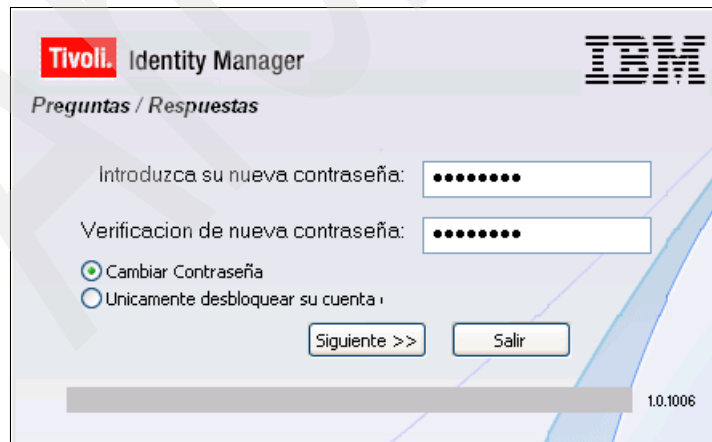 Tivoli. Identity Manager
IBM
Preguntas / Respuestas
Introduzca su nueva contraseña: ••••••••
Verificacion de nueva contraseña: ••••••••
Cambiar Contraseña
Unicamente desbloquear su cuenta
Siguiente >> Salir
1.0.1006